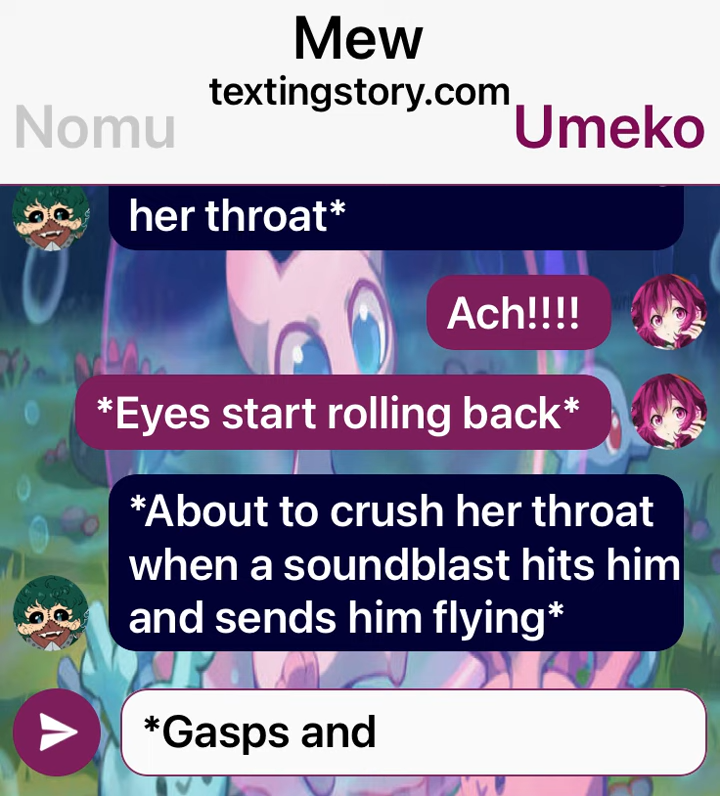 Mew
textingstory.com
Nomu
Umeko
her throat*
Ach!!!!
*Eyes start rolling back*
*About to crush her throat
when a soundblast hits him
and sends him flying*
*Gasps and